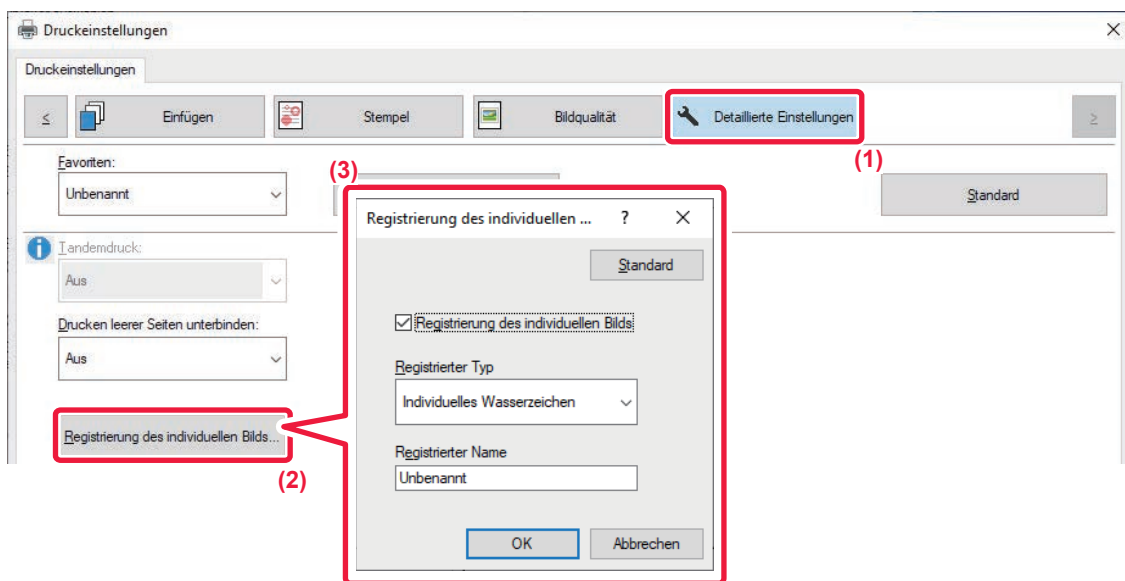 Druckeinstellungen
Druckeinstellungen
< Einfügen Stempel Bildqualität Detaillierte Einstellungen >
(1)
Favoriten:
Unbenannt
Standard
(3)
Registrierung des individuellen ... ? ×
Standard
Registrierung des individuellen Bilds
Registrierter Typ
Individuelles Wasserzeichen
Registrierter Name
Unbenannt
OK Abbrechen
Tandemdruck:
Aus
Drucken leerer Seiten unterbinden:
Aus
Registrierung des individuellen Bilds...
(2)